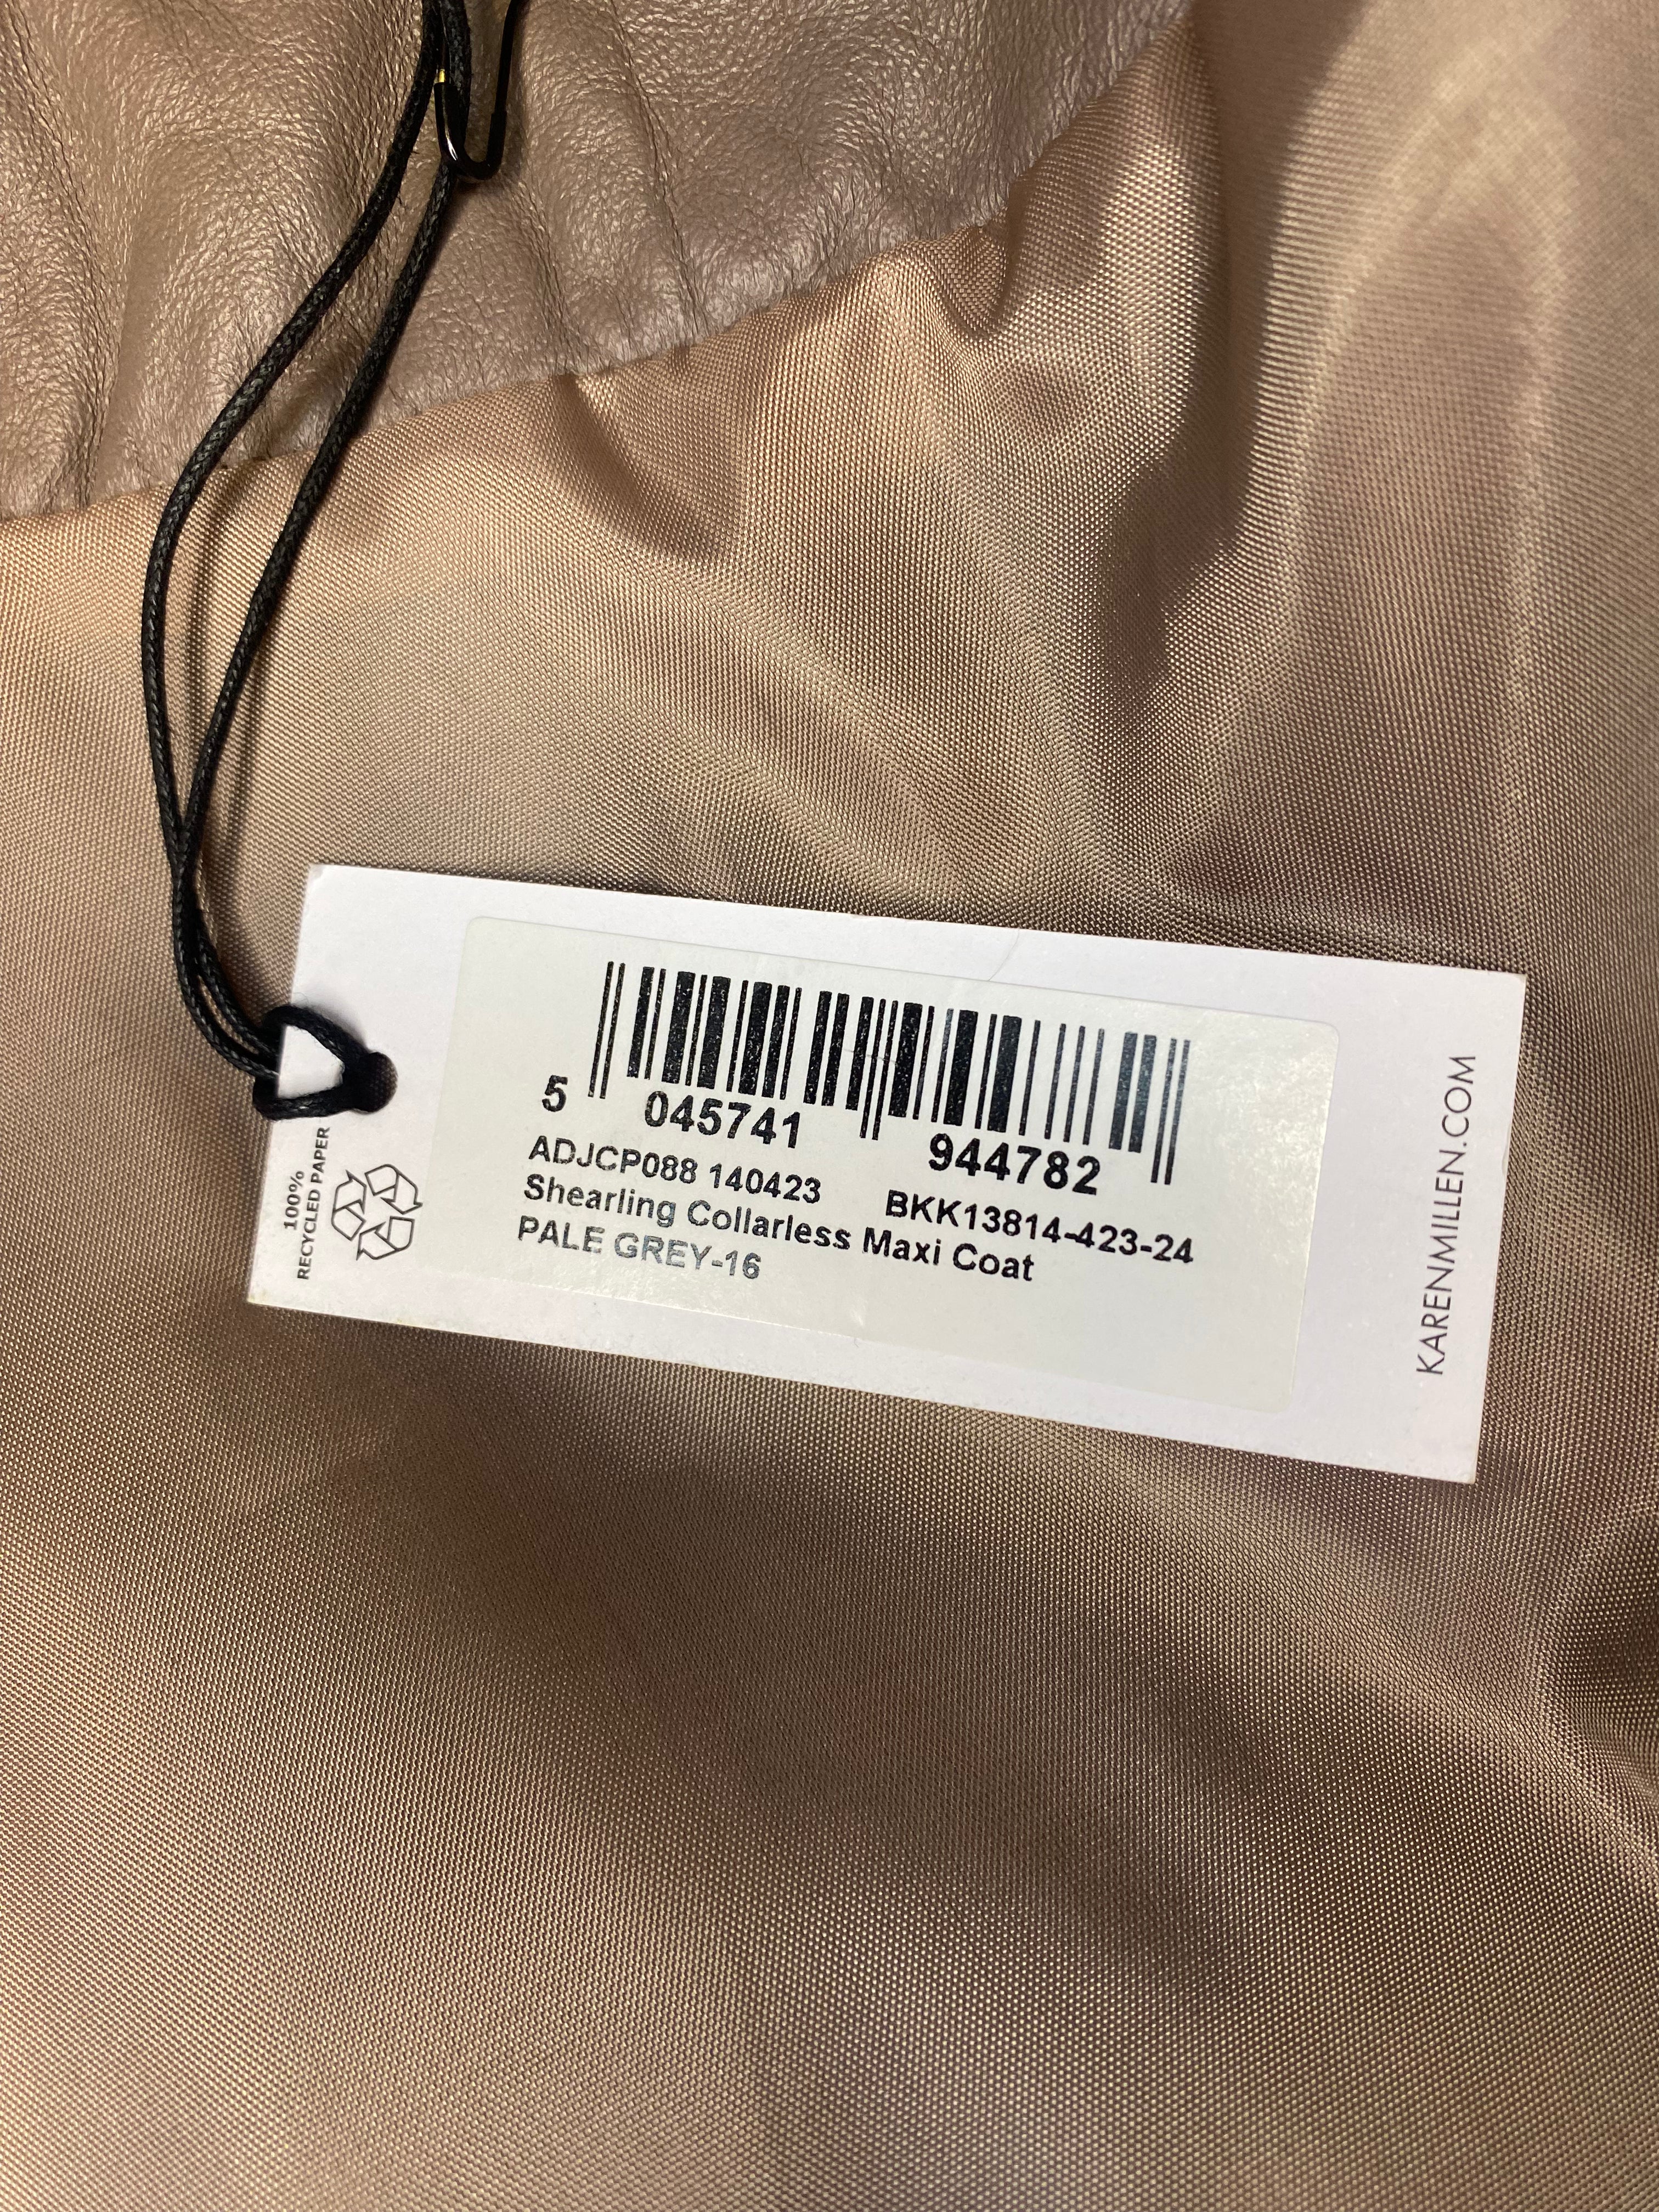 5 045741 944782
ADJCP088 140423 BKK13814-423-24
Shearling Collarless Maxi Coat
PALE GREY-16
100%
RECYCLED PAPER
KARENMILLEN.COM